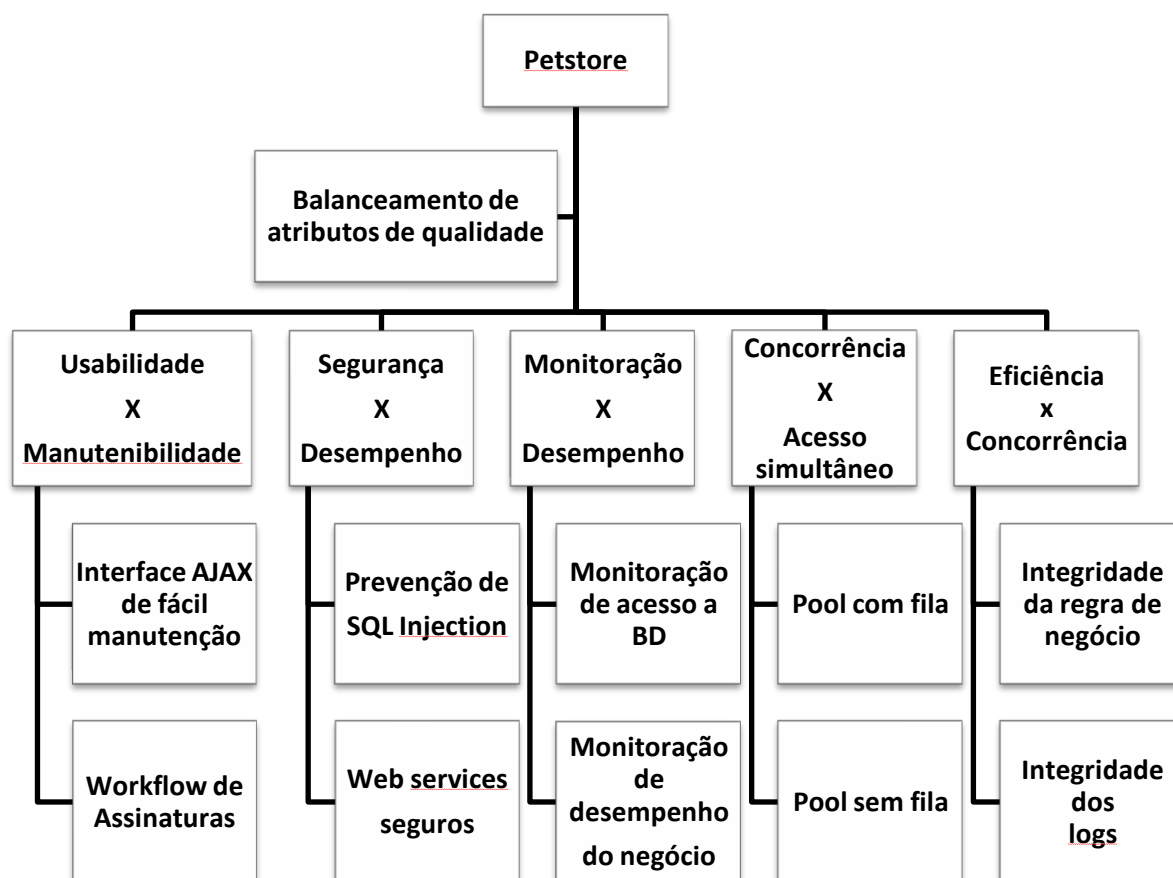 Petstore
Balanceamento de
atributos de qualidade
Usabilidade
X
Manutenibilidade
Segurança
X
Desempenho
Monitoração
X
Desempenho
Concorrência
X
Acesso
simultâneo
Eficiência
x
Concorrência
Interface AJAX
de fácil
manutenção
Prevenção de
SQL Injection
Monitoração
de acesso a
BD
Pool com fila
Integridade
da regra de
negócio
Workflow de
Assinaturas
Web services
seguros
Monitoração
de
desempenho
do negócio
Pool sem fila
Integridade
dos
logs